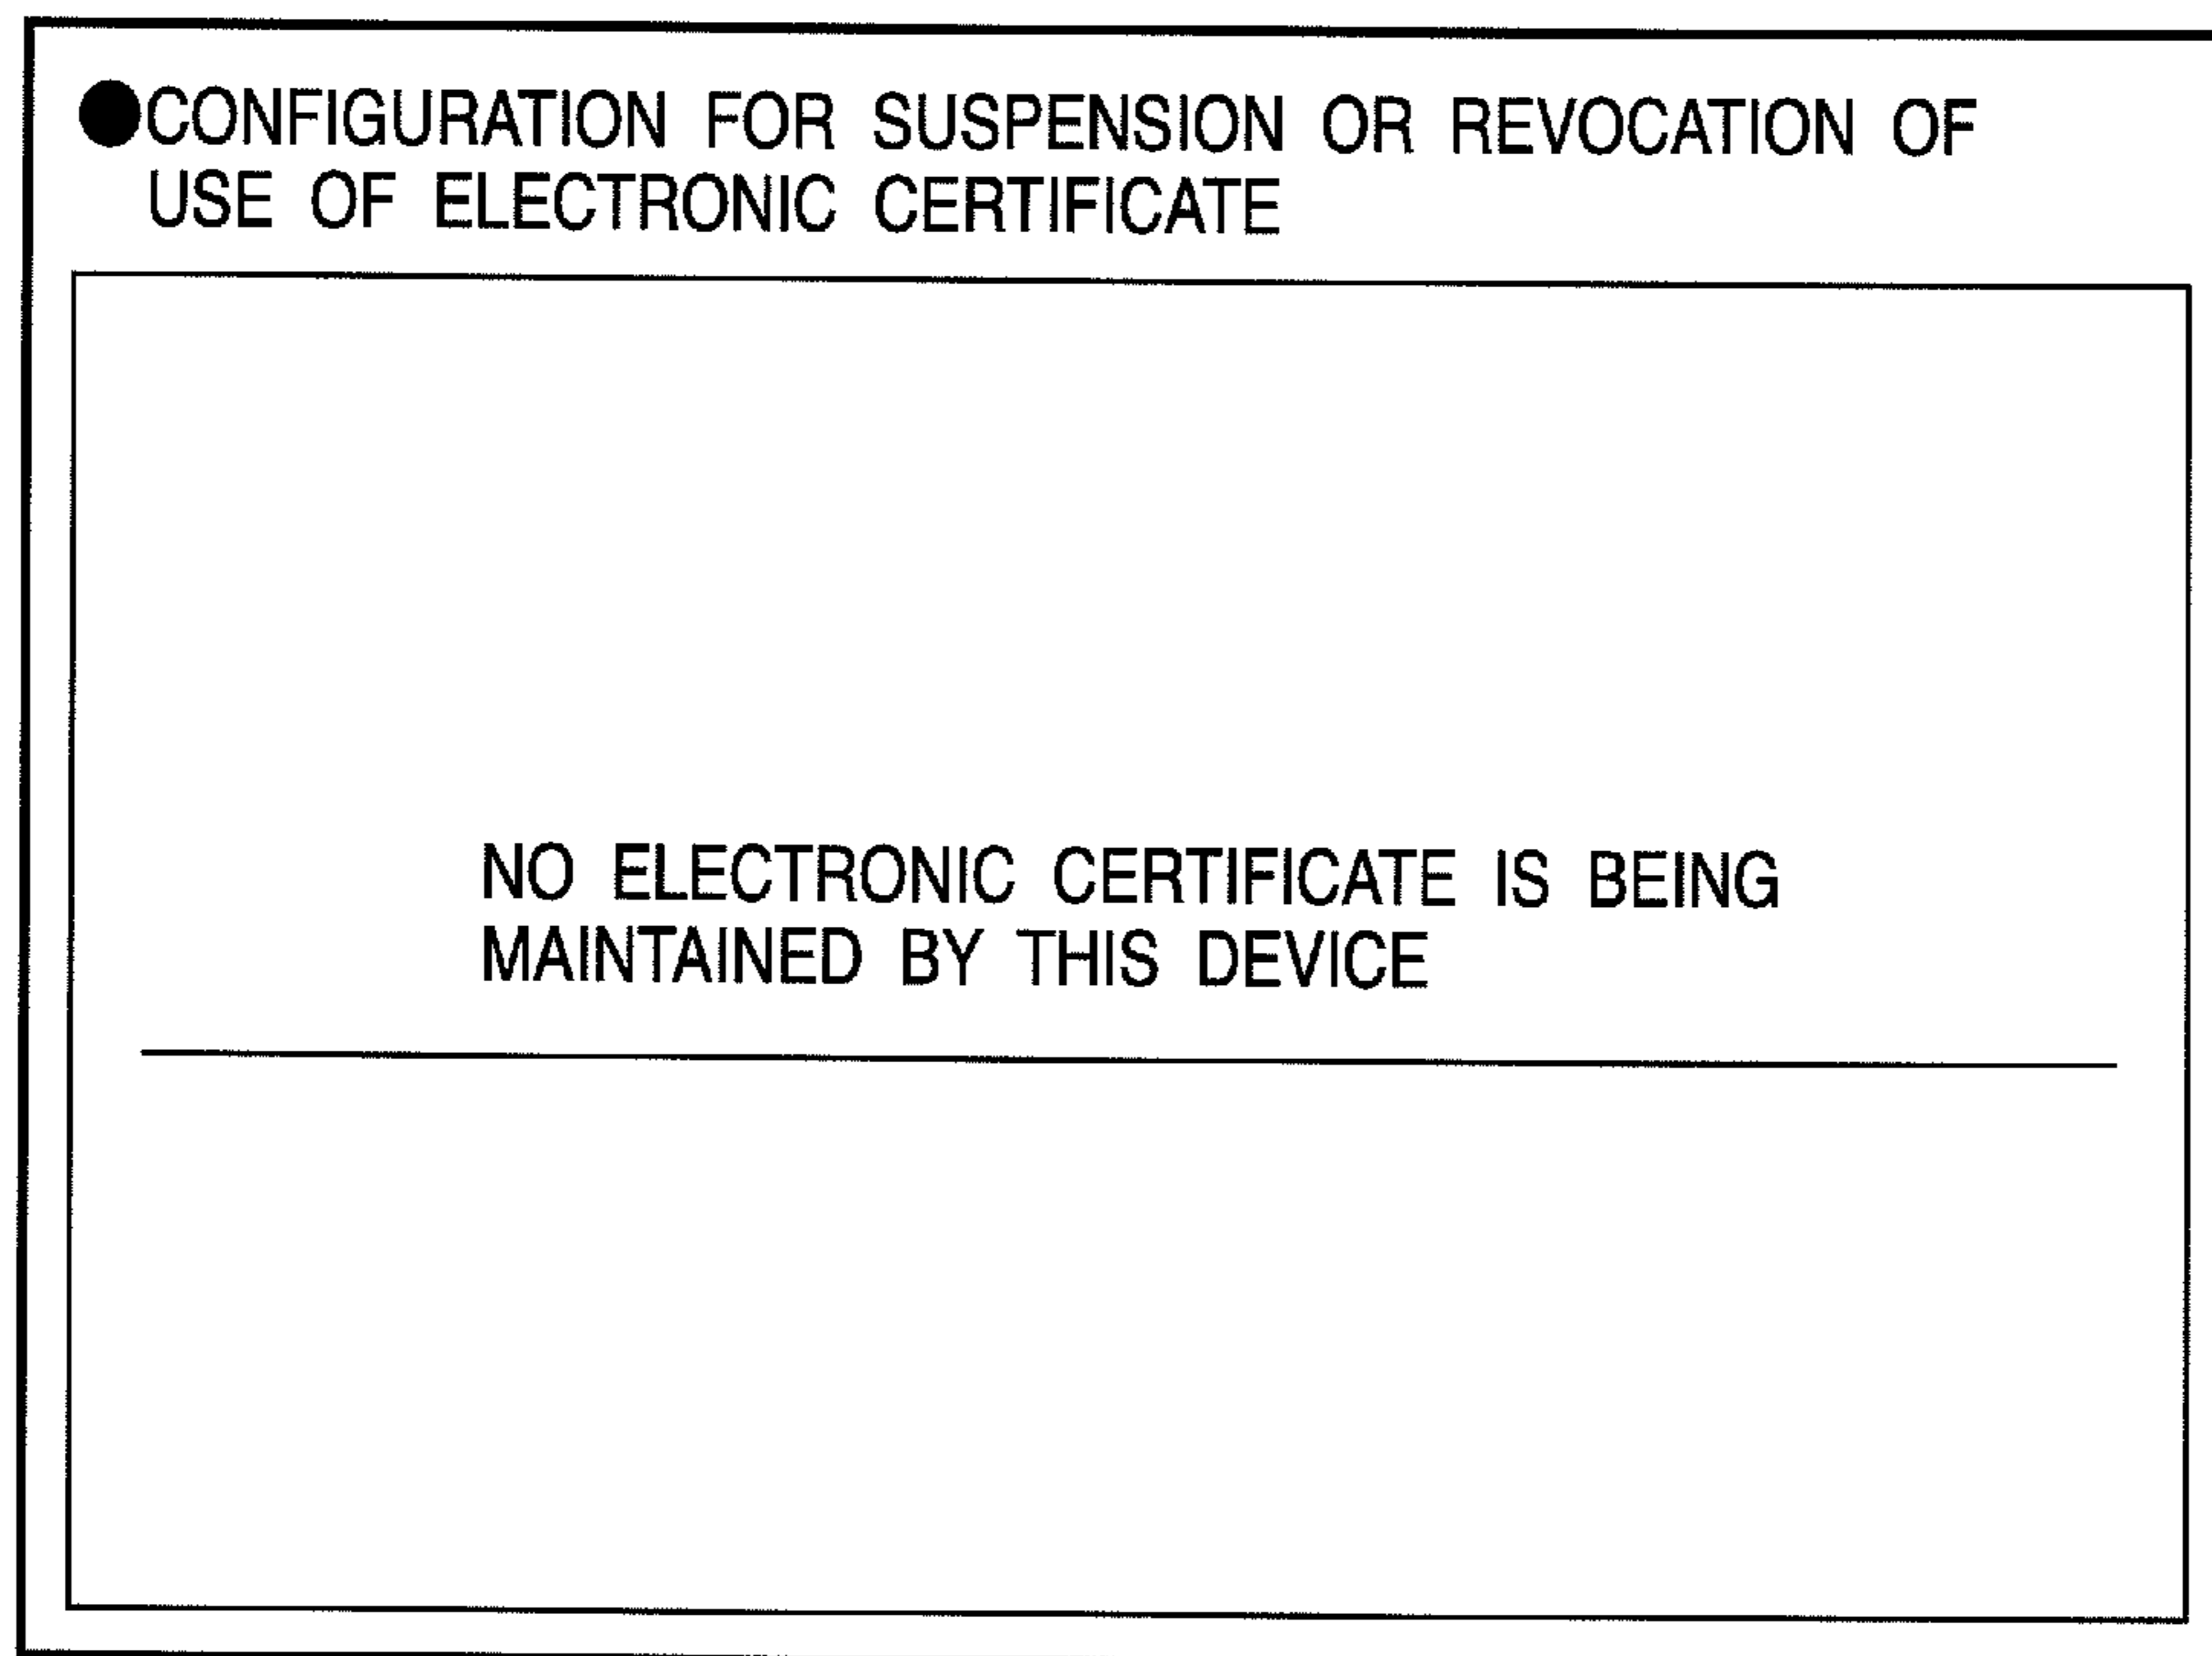 ●CONFIGURATION FOR SUSPENSION OR REVOCATION OF
USE OF ELECTRONIC CERTIFICATE
NO ELECTRONIC CERTIFICATE IS BEING
MAINTAINED BY THIS DEVICE